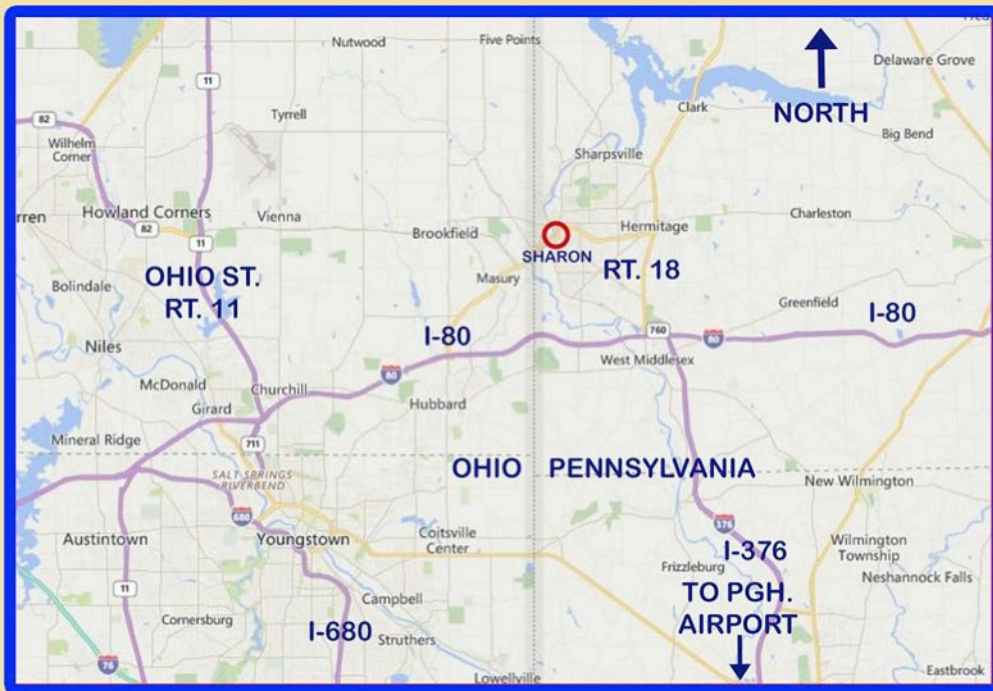 Nutwood
Five Points
NORTH
Delaware Grove
11
Tyrrell
Clark
82
Wilhelm
Corner
Big Bend
Sharpsville
rren
Howland Corners
Vienna
82
11
Brookfield
Hermitage
Charleston
SHARON
RT. 18
Masury
OHIO ST.
RT. 11
Bolindale
Greenfield
I-80
I-80
760
80
Niles
West Middlesex
80
McDonald
Churchill
Girard
Hubbard
Mineral Ridge
711
OHIO
PENNSYLVANIA
SALT SPRINGS
RIVERBEND
New Wilmington
680
376
Austintown
Youngstown
Coitsville
Center
I-376
Wilmington
Township
Frizzleburg
Neshannock Falls
11
Campbell
TO PGH.
AIRPORT
Cornersburg
I-680
Struthers
76
Lowellville
Eastbrook